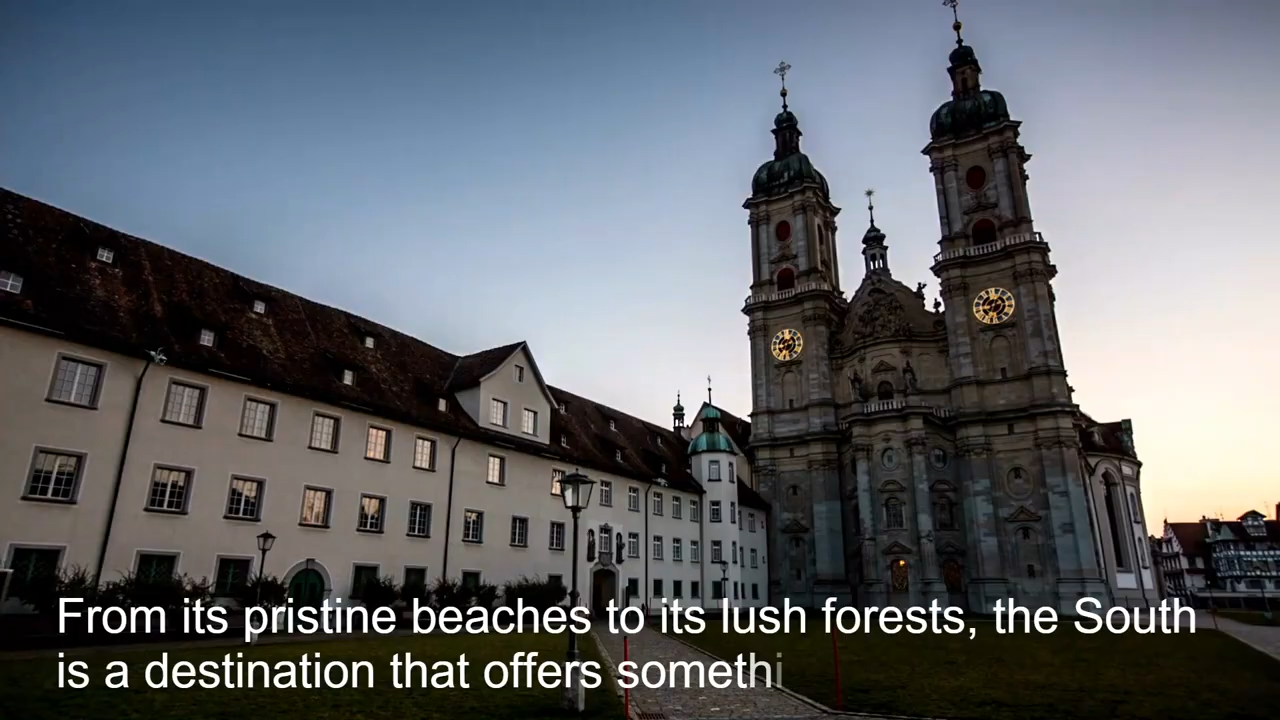 From its pristine beaches to its lush forests, the South
is a destination that offers somethi